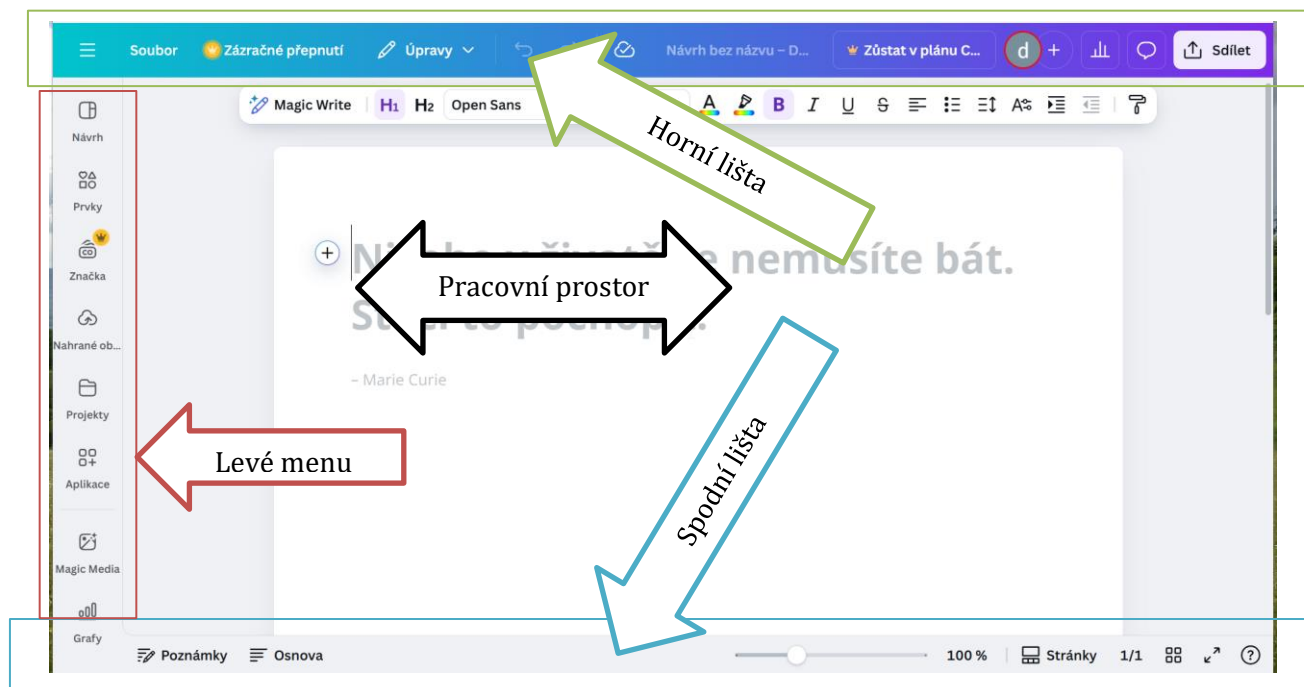 Soubor Zázračné přepnutí Úpravy Návrh bez názvu – D... Zůstat v plánu C... d + Sdílet
Magic Write H1 H2 Open Sans A B I U S
Horní lišta
Návrh
Prvky
Značka
Nahrané ob...
Projekty
Aplikace
Magic Media
Grafy
nemusíte bát.
Pracovní prostor
– Marie Curie
Levé menu
Spodní lišta
Poznámky Osnova 100 % Stránky 1/1 ?